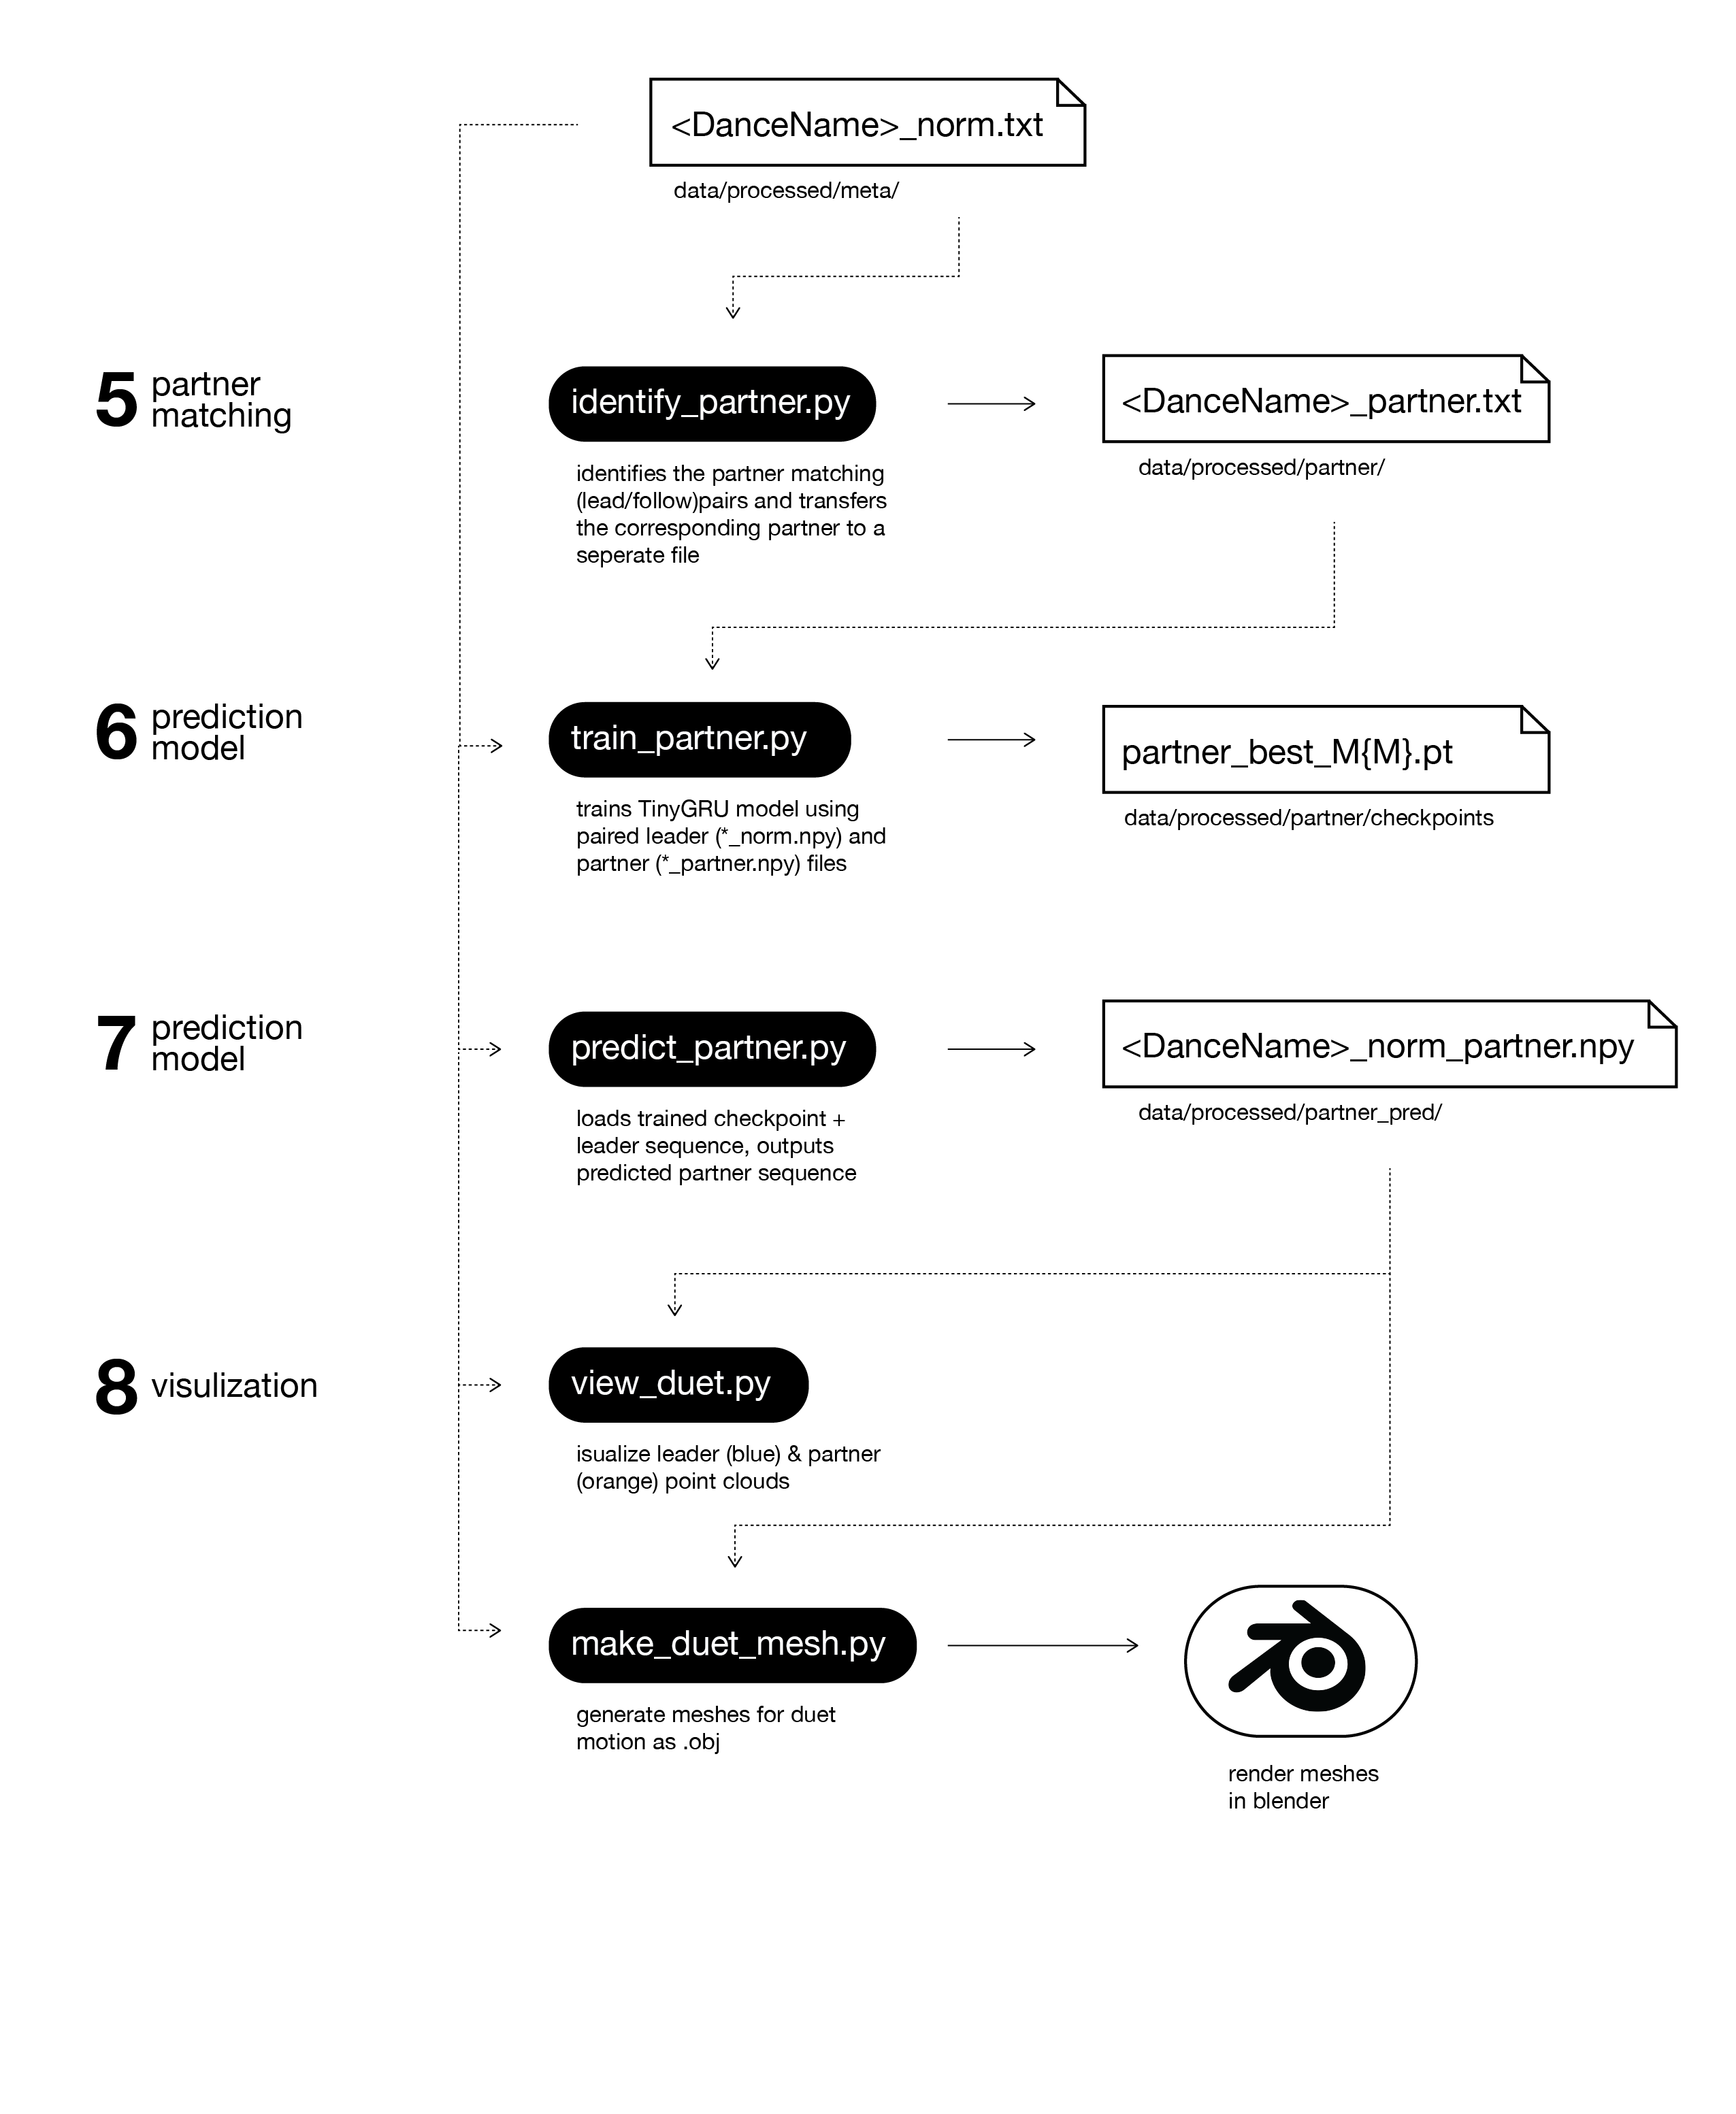 <DanceName>_norm.txt
data/processed/meta/
5 partner
matching
identify_partner.py
<DanceName>_partner.txt
data/processed/partner/
identifies the partner matching
(lead/follow)pairs and transfers
the corresponding partner to a
seperate file
6 prediction
model
train_partner.py
partner_best_M{M}.pt
data/processed/partner/checkpoints
trains TinyGRU model using
paired leader (*_norm.npy) and
partner (*_partner.npy) files
7 prediction
model
predict_partner.py
<DanceName>_norm_partner.npy
data/processed/partner_pred/
loads trained checkpoint +
leader sequence, outputs
predicted partner sequence
8 visulization
view_duet.py
isualize leader (blue) & partner
(orange) point clouds
make_duet_mesh.py
generate meshes for duet
motion as .obj
render meshes
in blender